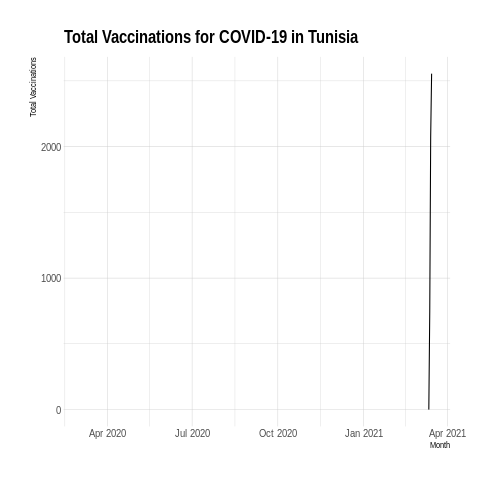 Total Vaccinations for COVID-19 in Tunisia
Total Vaccinations
2000
1000
0
Apr 2020 Jul 2020 Oct 2020 Jan 2021 Apr 2021
Month